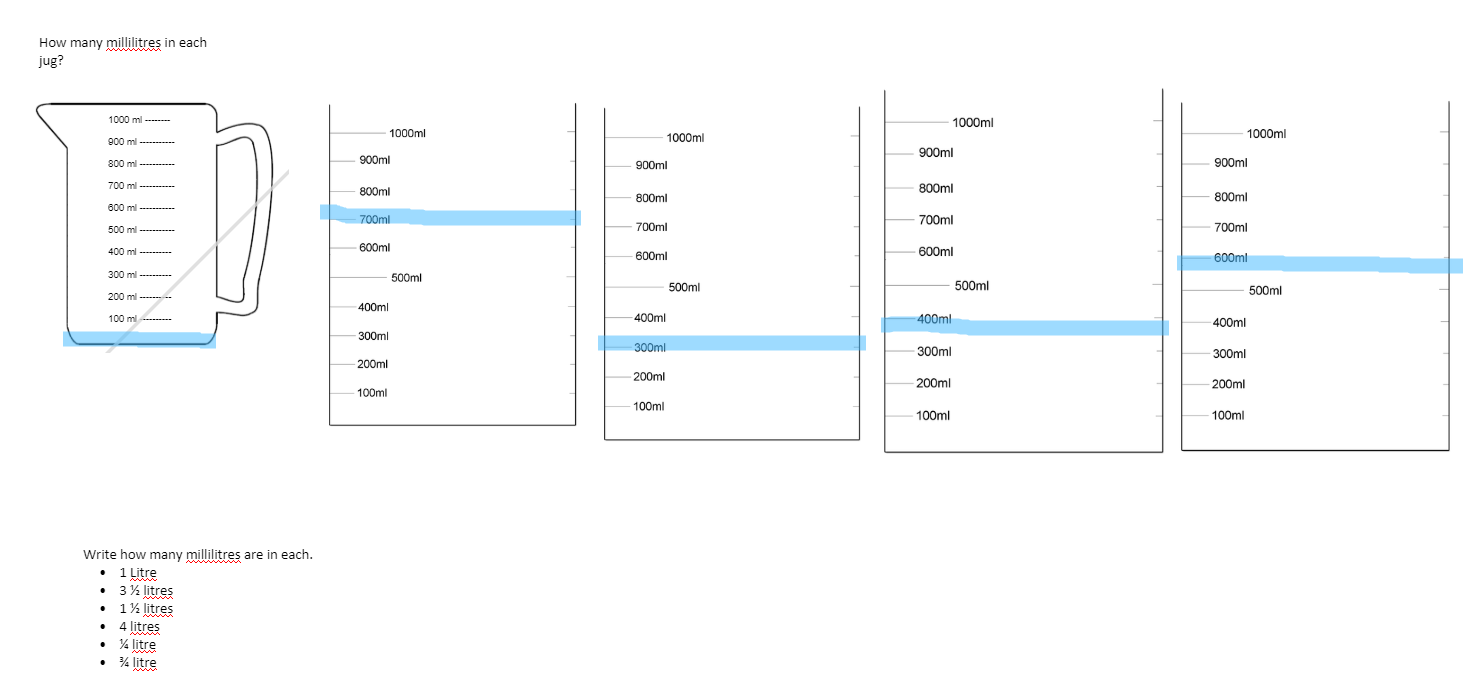 How many millilitres in each
jug?
1000 ml --------
900 ml -----------
800 ml -----------
700 ml -----------
600 ml -----------
500 ml -----------
400 ml ----------
300 ml ----------
200 ml ----------
100 ml ---------
1000ml
900ml
800ml
700ml
600ml
500ml
400ml
300ml
200ml
100ml
1000ml
900ml
800ml
700ml
600ml
500ml
400ml
300ml
200ml
100ml
1000ml
900ml
800ml
700ml
600ml
500ml
400ml
300ml
200ml
100ml
1000ml
900ml
800ml
700ml
600ml
500ml
400ml
300ml
200ml
100ml
Write how many millilitres are in each.
• 1 Litre
• 3 ½ litres
• 1 ½ litres
• 4 litres
• ¼ litre
• ¾ litre